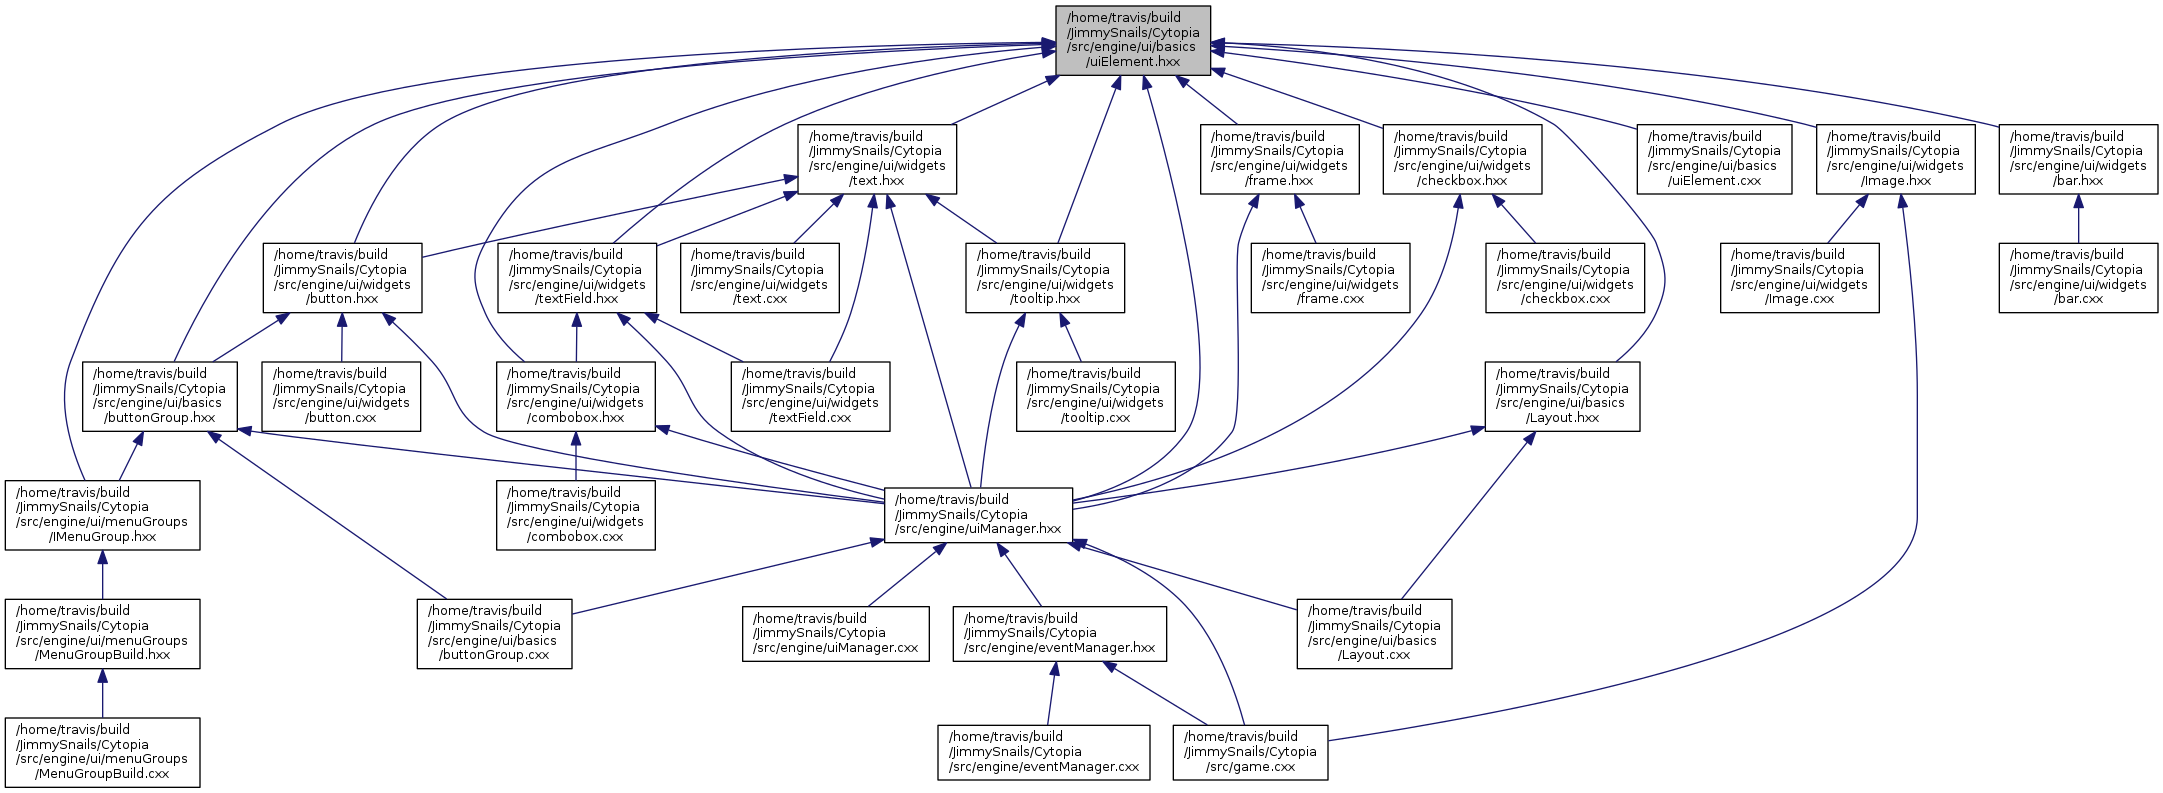 /home/travis/build
/JimmySnails/Cytopia
/src/engine/ui/basics
/uiElement.hxx
/home/travis/build
/JimmySnails/Cytopia
/src/engine/ui/widgets
/text.hxx
/home/travis/build
/JimmySnails/Cytopia
/src/engine/ui/widgets
/frame.hxx
/home/travis/build
/JimmySnails/Cytopia
/src/engine/ui/widgets
/checkbox.hxx
/home/travis/build
/JimmySnails/Cytopia
/src/engine/ui/basics
/uiElement.cxx
/home/travis/build
/JimmySnails/Cytopia
/src/engine/ui/widgets
/Image.hxx
/home/travis/build
/JimmySnails/Cytopia
/src/engine/ui/widgets
/bar.hxx
/home/travis/build
/JimmySnails/Cytopia
/src/engine/ui/widgets
/button.hxx
/home/travis/build
/JimmySnails/Cytopia
/src/engine/ui/widgets
/textField.hxx
/home/travis/build
/JimmySnails/Cytopia
/src/engine/ui/widgets
/text.cxx
/home/travis/build
/JimmySnails/Cytopia
/src/engine/ui/widgets
/tooltip.hxx
/home/travis/build
/JimmySnails/Cytopia
/src/engine/ui/widgets
/frame.cxx
/home/travis/build
/JimmySnails/Cytopia
/src/engine/ui/widgets
/checkbox.cxx
/home/travis/build
/JimmySnails/Cytopia
/src/engine/ui/widgets
/Image.cxx
/home/travis/build
/JimmySnails/Cytopia
/src/engine/ui/widgets
/bar.cxx
/home/travis/build
/JimmySnails/Cytopia
/src/engine/ui/basics
/buttonGroup.hxx
/home/travis/build
/JimmySnails/Cytopia
/src/engine/ui/widgets
/button.cxx
/home/travis/build
/JimmySnails/Cytopia
/src/engine/ui/widgets
/combobox.hxx
/home/travis/build
/JimmySnails/Cytopia
/src/engine/ui/widgets
/textField.cxx
/home/travis/build
/JimmySnails/Cytopia
/src/engine/ui/widgets
/tooltip.cxx
/home/travis/build
/JimmySnails/Cytopia
/src/engine/ui/basics
/Layout.hxx
/home/travis/build
/JimmySnails/Cytopia
/src/engine/ui/menuGroups
/IMenuGroup.hxx
/home/travis/build
/JimmySnails/Cytopia
/src/engine/ui/widgets
/combobox.cxx
/home/travis/build
/JimmySnails/Cytopia
/src/engine/uiManager.hxx
/home/travis/build
/JimmySnails/Cytopia
/src/engine/ui/menuGroups
/MenuGroupBuild.hxx
/home/travis/build
/JimmySnails/Cytopia
/src/engine/ui/basics
/buttonGroup.cxx
/home/travis/build
/JimmySnails/Cytopia
/src/engine/uiManager.cxx
/home/travis/build
/JimmySnails/Cytopia
/src/engine/eventManager.hxx
/home/travis/build
/JimmySnails/Cytopia
/src/engine/ui/basics
/Layout.cxx
/home/travis/build
/JimmySnails/Cytopia
/src/engine/ui/menuGroups
/MenuGroupBuild.cxx
/home/travis/build
/JimmySnails/Cytopia
/src/engine/eventManager.cxx
/home/travis/build
/JimmySnails/Cytopia
/src/game.cxx